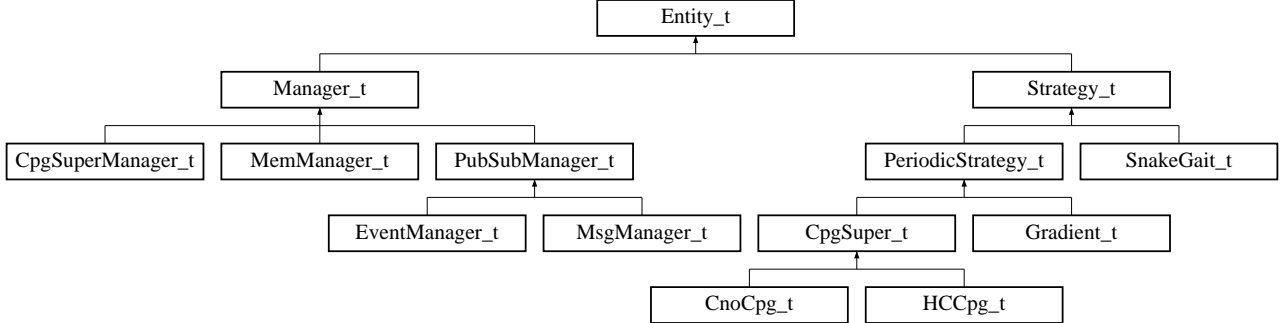 Entity_t
Manager_t Strategy_t
CpgSuperManager_t MemManager_t PubSubManager_t PeriodicStrategy_t SnakeGait_t
EventManager_t MsgManager_t CpgSuper_t Gradient_t
CnoCpg_t HCCpg_t